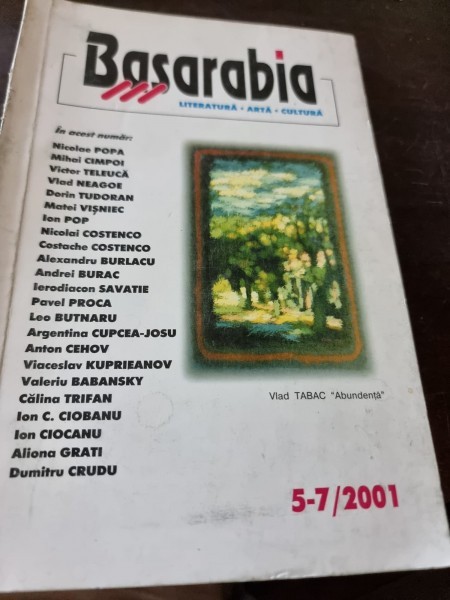 Basarabia
LITERATURĂ • ARTĂ • CULTURĂ
În acest număr:
Nicolae POPA
Mihai CIMPOI
Victor TELEUCĂ
Vlad NEAGOE
Dorin TUDORAN
Matei VIȘNIEC
Ion POP
Nicolai COSTENCO
Costache COSTENCO
Alexandru BURLACU
Andrei BURAC
Ierodiacon SAVATIE
Pavel PROCA
Leo BUTNARU
Argentina CUPCEA-JOSU
Anton CEHOV
Viaceslav KUPRIEANOV
Valeriu BABANSKY
Călina TRIFAN
Ion C. CIOBANU
Ion CIOCANU
Aliona GRATI
Dumitru CRUDU
Vlad TABAC "Abundență"
5-7/2001